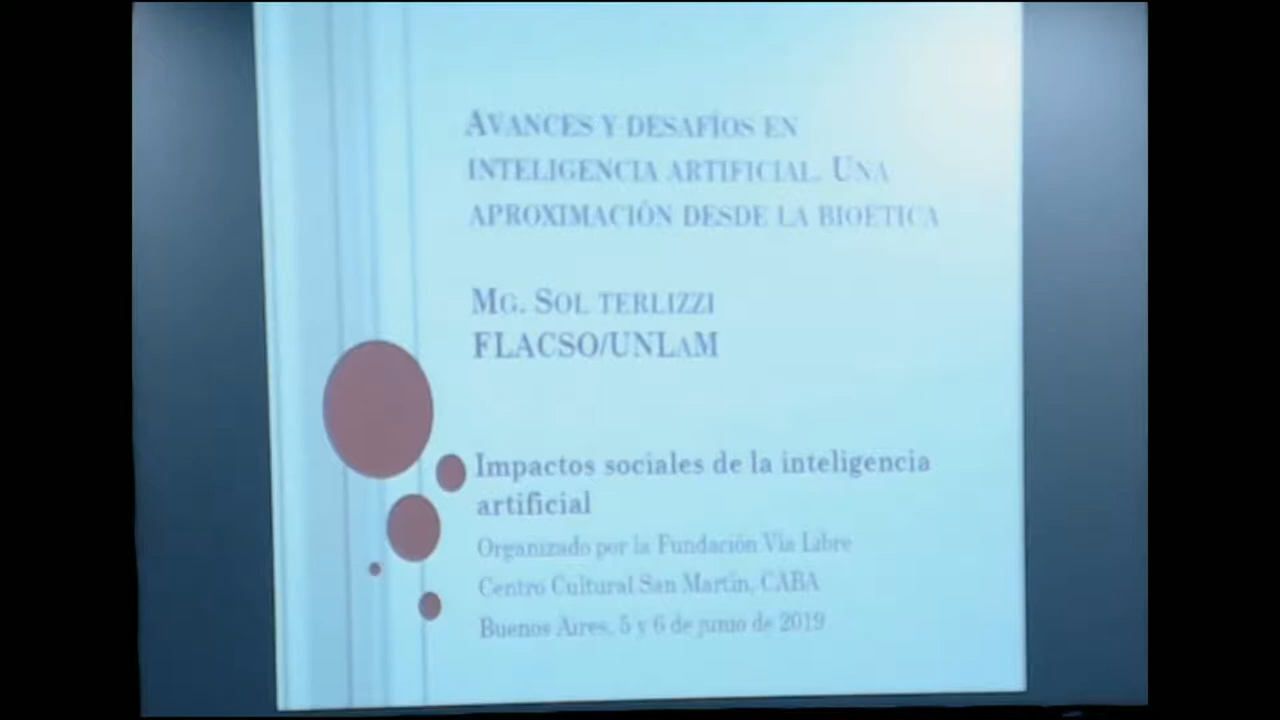 AVANCES Y DESAFÍOS EN
INTELIGENCIA ARTIFICIAL. UNA
APROXIMACIÓN DESDE LA BIOÉTICA
MG. SOL TERLIZZI
FLACSO/UNLAM
Impactos sociales de la inteligencia
artificial
Organizado por la Fundación Vía Libre
Centro Cultural San Martín, CABA
Buenos Aires, 5 y 6 de junio de 2019